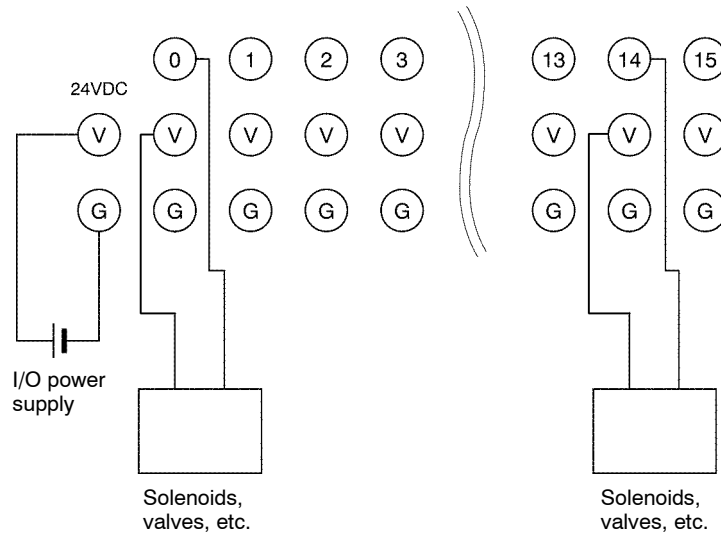 0 1 2 3 13 14 15
24VDC
V V V V V V V V
G G G G G G G G
I/O power
supply
Solenoids,
valves, etc.
Solenoids,
valves, etc.